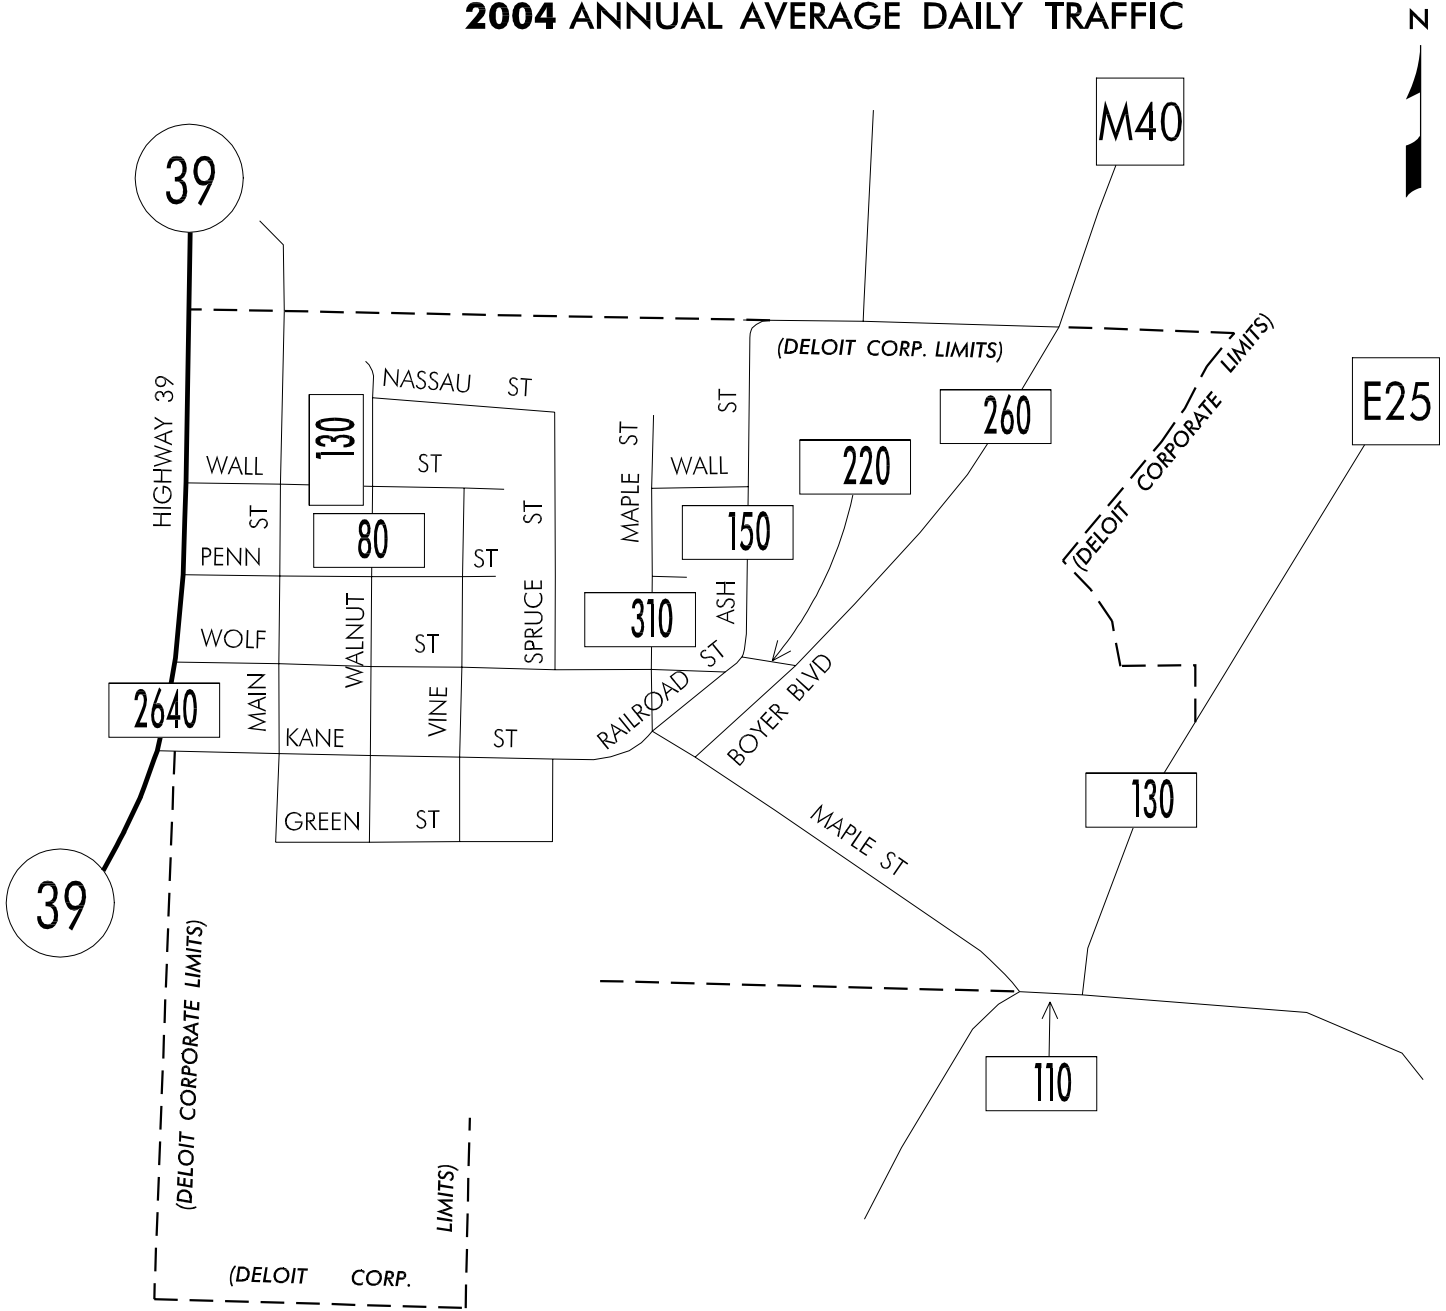 2004 ANNUAL AVERAGE DAILY TRAFFIC
N
M40
39
(DELOIT CORP. LIMITS)
(DELOIT CORPORATE LIMITS)
E25
HIGHWAY 39
NASSAU ST
130
260
220
WALL ST
WALL
MAPLE ST
ASH ST
MAIN ST
SPRUCE ST
80
150
PENN ST
WALNUT
310
WOLF ST
RAILROAD ST
BOYER BLVD
2640
VINE
KANE ST
130
GREEN ST
MAPLE ST
39
(DELOIT CORPORATE LIMITS)
110
(DELOIT CORP. LIMITS)